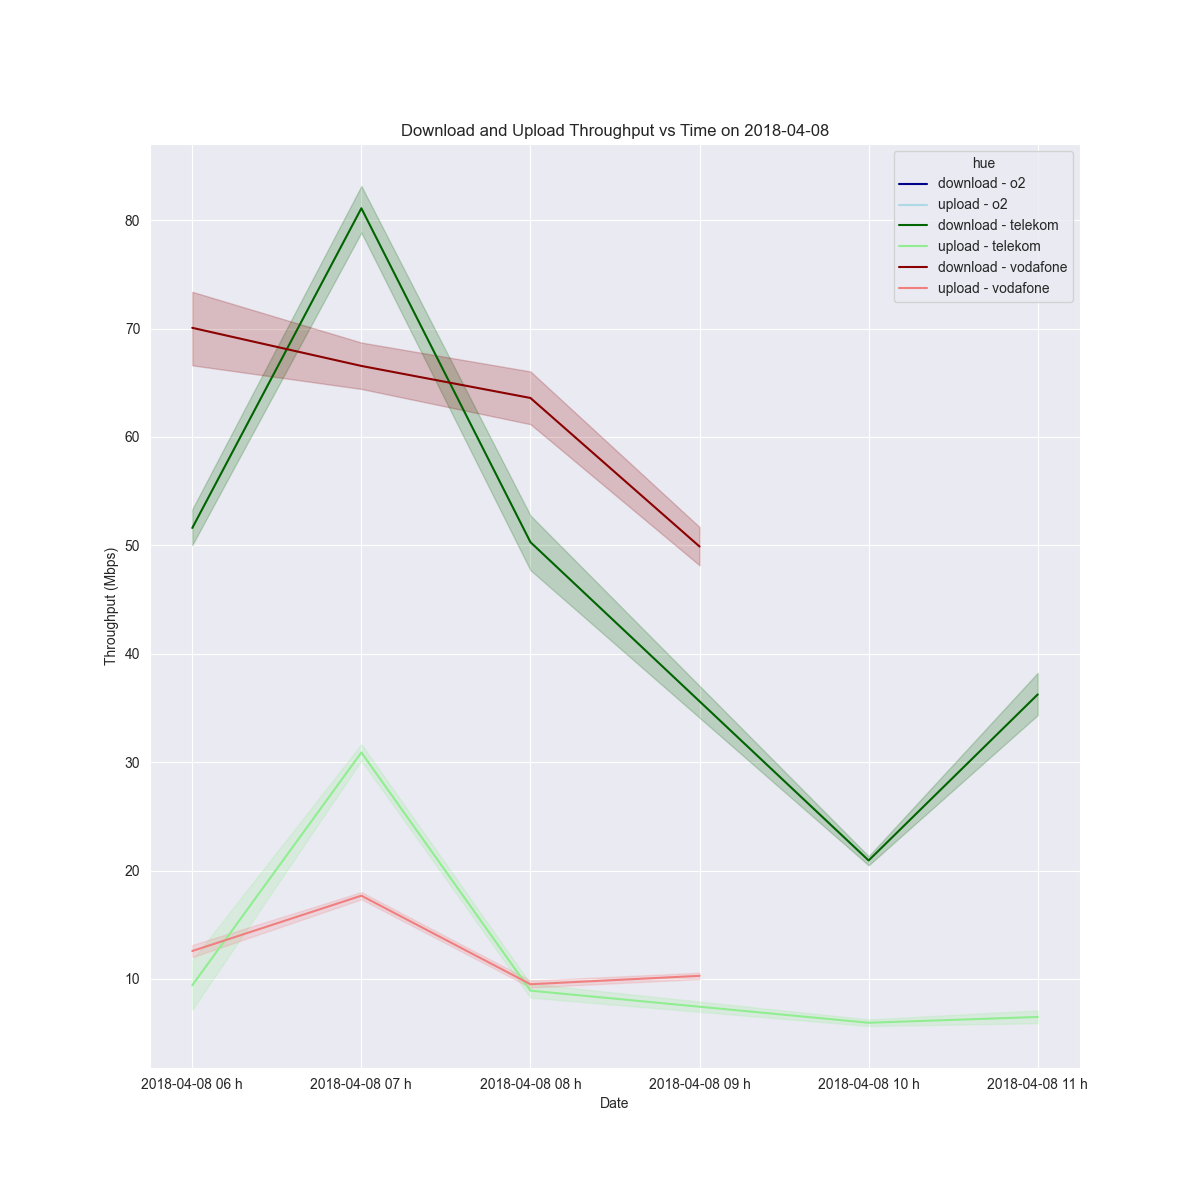 Download and Upload Throughput vs Time on 2018-04-08
hue
download - o2
upload - o2
download - telekom
upload - telekom
download - vodafone
upload - vodafone
80
70
60
50
40
30
20
10
Throughput (Mbps)
2018-04-08 06 h
2018-04-08 07 h
2018-04-08 08 h
2018-04-08 09 h
2018-04-08 10 h
2018-04-08 11 h
Date